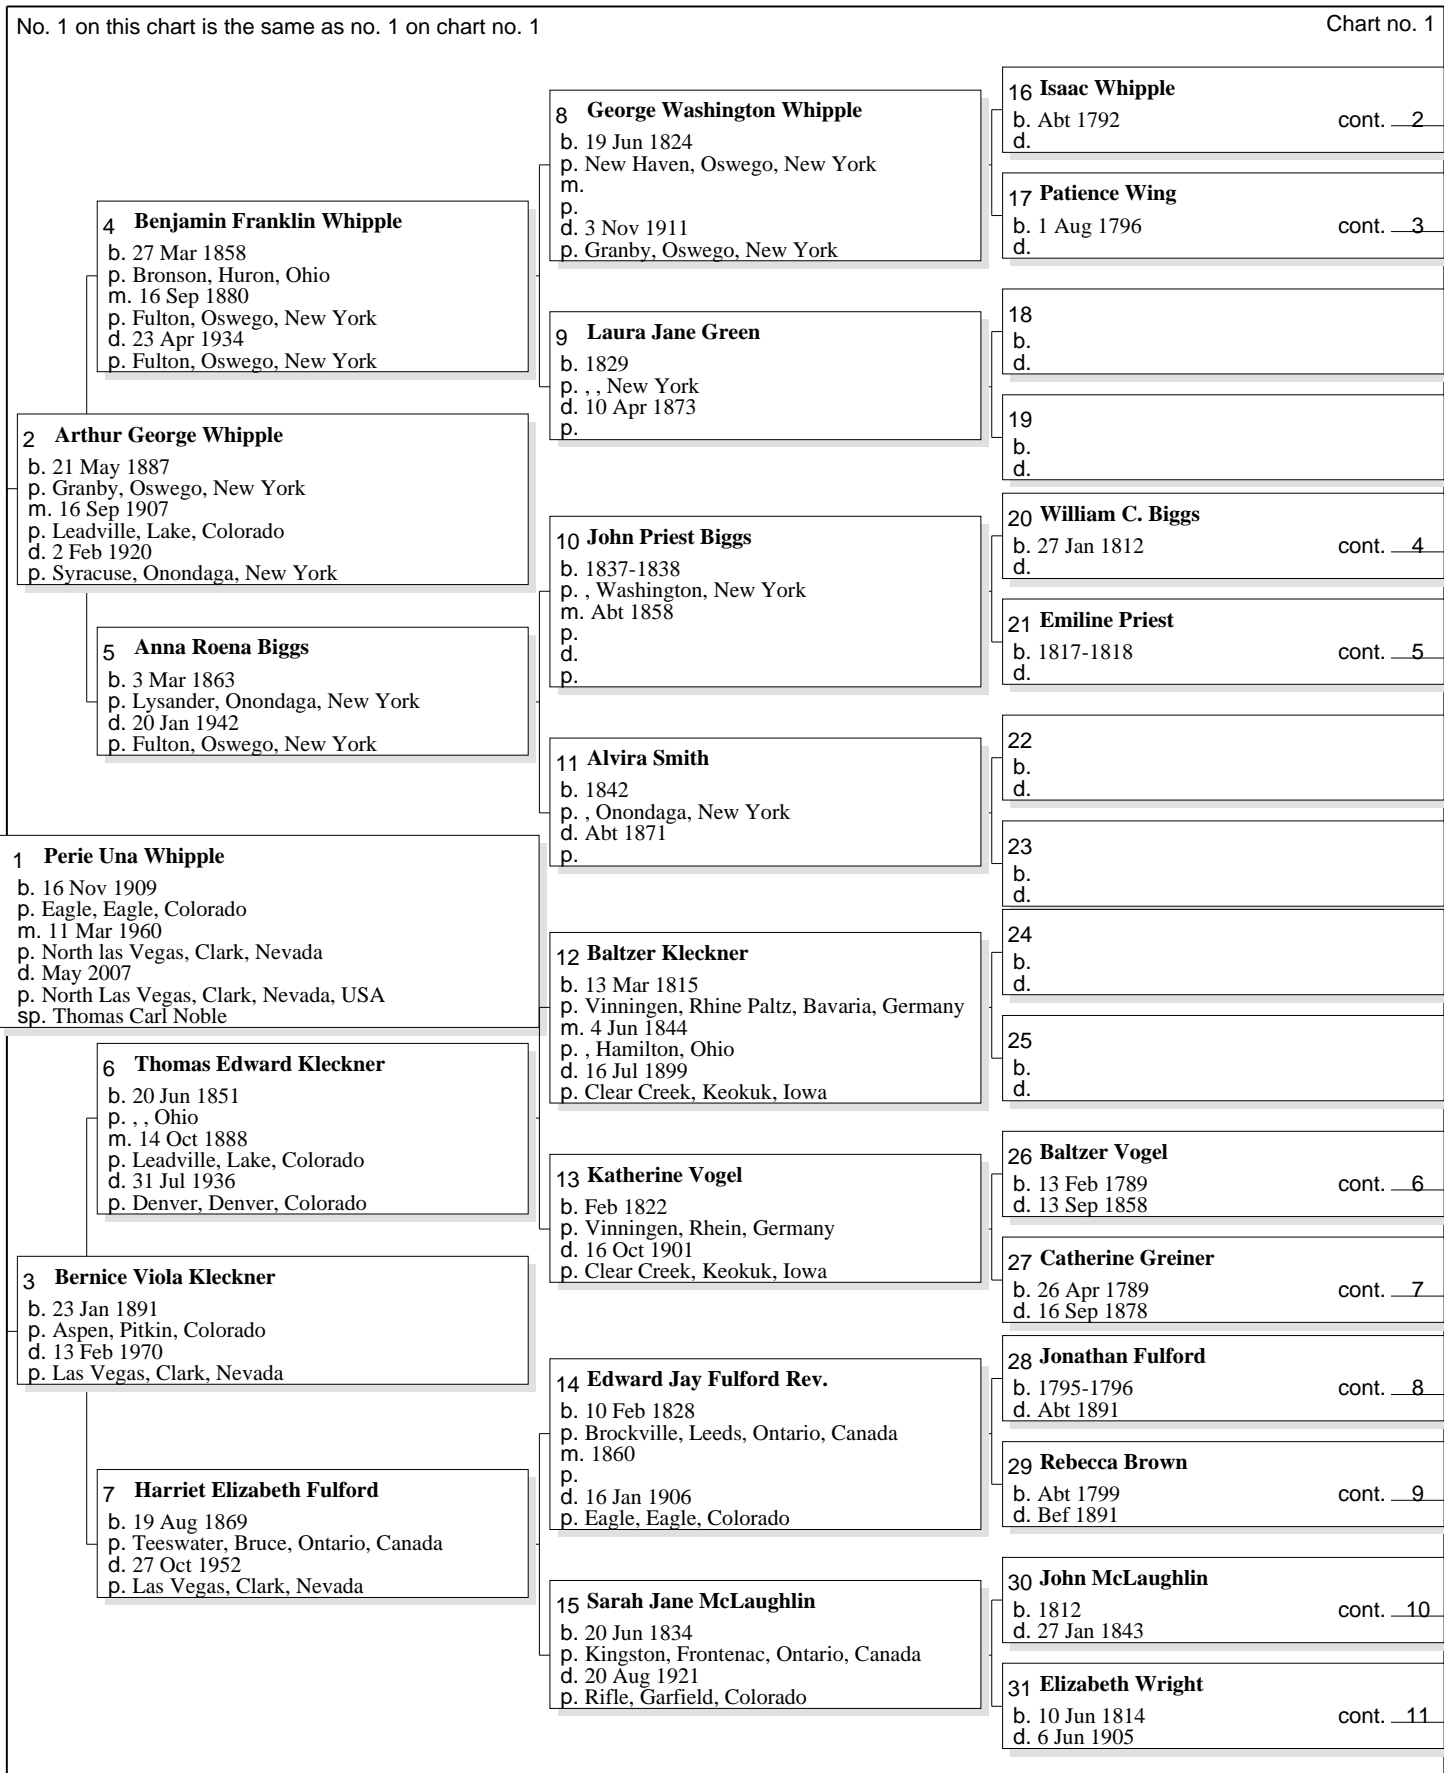 No. 1 on this chart is the same as no. 1 on chart no. 1
Chart no. 1
16 Isaac Whipple
b. Abt 1792 cont. 2
d.
8 George Washington Whipple
b. 19 Jun 1824
p. New Haven, Oswego, New York
m.
p.
d. 3 Nov 1911
p. Granby, Oswego, New York
17 Patience Wing
b. 1 Aug 1796 cont. 3
d.
4 Benjamin Franklin Whipple
b. 27 Mar 1858
p. Bronson, Huron, Ohio
m. 16 Sep 1880
p. Fulton, Oswego, New York
d. 23 Apr 1934
p. Fulton, Oswego, New York
18
b.
d.
9 Laura Jane Green
b. 1829
p. , , New York
d. 10 Apr 1873
p.
19
b.
d.
2 Arthur George Whipple
b. 21 May 1887
p. Granby, Oswego, New York
m. 16 Sep 1907
p. Leadville, Lake, Colorado
d. 2 Feb 1920
p. Syracuse, Onondaga, New York
20 William C. Biggs
b. 27 Jan 1812 cont. 4
d.
10 John Priest Biggs
b. 1837-1838
p. , Washington, New York
m. Abt 1858
p.
d.
p.
21 Emiline Priest
b. 1817-1818 cont. 5
d.
5 Anna Roena Biggs
b. 3 Mar 1863
p. Lysander, Onondaga, New York
d. 20 Jan 1942
p. Fulton, Oswego, New York
22
b.
d.
11 Alvira Smith
b. 1842
p. , Onondaga, New York
d. Abt 1871
p.
23
b.
d.
1 Perie Una Whipple
b. 16 Nov 1909
p. Eagle, Eagle, Colorado
m. 11 Mar 1960
p. North las Vegas, Clark, Nevada
d. May 2007
p. North Las Vegas, Clark, Nevada, USA
sp. Thomas Carl Noble
24
b.
d.
12 Baltzer Kleckner
b. 13 Mar 1815
p. Vinningen, Rhine Paltz, Bavaria, Germany
m. 4 Jun 1844
p. , Hamilton, Ohio
d. 16 Jul 1899
p. Clear Creek, Keokuk, Iowa
25
b.
d.
6 Thomas Edward Kleckner
b. 20 Jun 1851
p. , , Ohio
m. 14 Oct 1888
p. Leadville, Lake, Colorado
d. 31 Jul 1936
p. Denver, Denver, Colorado
26 Baltzer Vogel
b. 13 Feb 1789 cont. 6
d. 13 Sep 1858
13 Katherine Vogel
b. Feb 1822
p. Vinningen, Rhein, Germany
d. 16 Oct 1901
p. Clear Creek, Keokuk, Iowa
27 Catherine Greiner
b. 26 Apr 1789 cont. 7
d. 16 Sep 1878
3 Bernice Viola Kleckner
b. 23 Jan 1891
p. Aspen, Pitkin, Colorado
d. 13 Feb 1970
p. Las Vegas, Clark, Nevada
28 Jonathan Fulford
b. 1795-1796 cont. 8
d. Abt 1891
14 Edward Jay Fulford Rev.
b. 10 Feb 1828
p. Brockville, Leeds, Ontario, Canada
m. 1860
p.
d. 16 Jan 1906
p. Eagle, Eagle, Colorado
29 Rebecca Brown
b. Abt 1799 cont. 9
d. Bef 1891
7 Harriet Elizabeth Fulford
b. 19 Aug 1869
p. Teeswater, Bruce, Ontario, Canada
d. 27 Oct 1952
p. Las Vegas, Clark, Nevada
30 John McLaughlin
b. 1812 cont. 10
d. 27 Jan 1843
15 Sarah Jane McLaughlin
b. 20 Jun 1834
p. Kingston, Frontenac, Ontario, Canada
d. 20 Aug 1921
p. Rifle, Garfield, Colorado
31 Elizabeth Wright
b. 10 Jun 1814 cont. 11
d. 6 Jun 1905